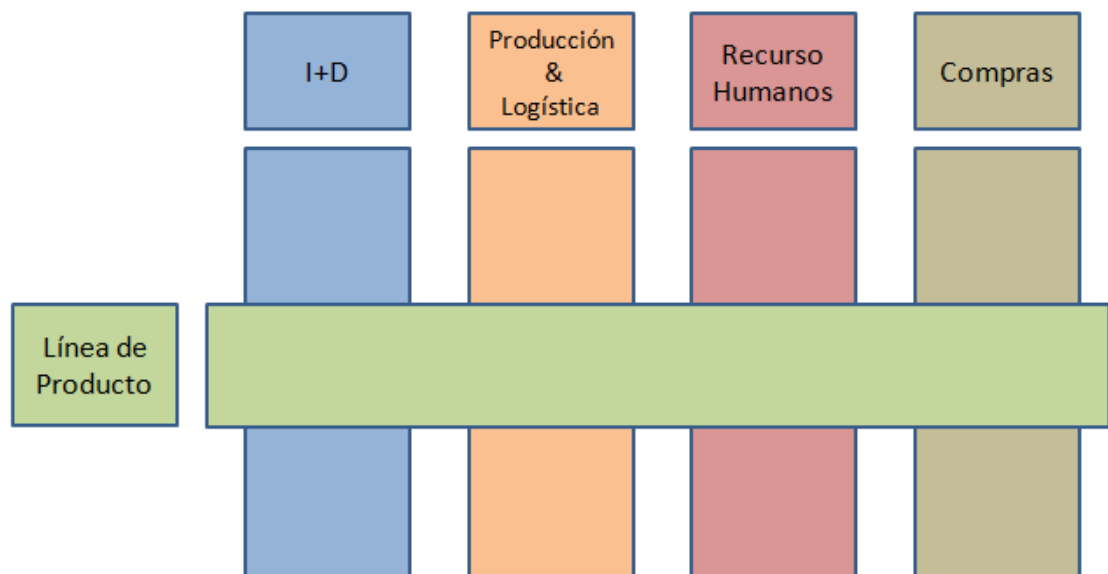 I+D
Producción
&
Logística
Recurso
Humanos
Compras
Línea de
Producto